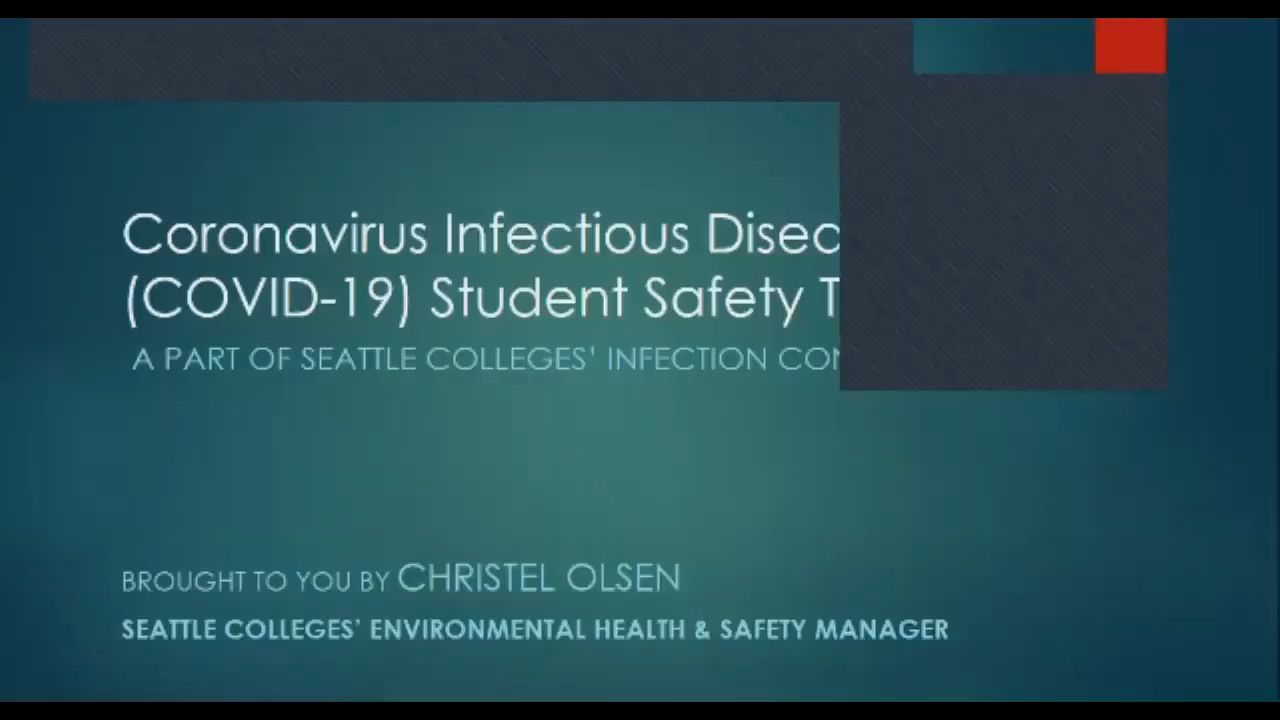 Coronavirus Infectious Disea
(COVID-19) Student Safety T
A PART OF SEATTLE COLLEGES' INFECTION CON
BROUGHT TO YOU BY CHRISTEL OLSEN
SEATTLE COLLEGES' ENVIRONMENTAL HEALTH & SAFETY MANAGER